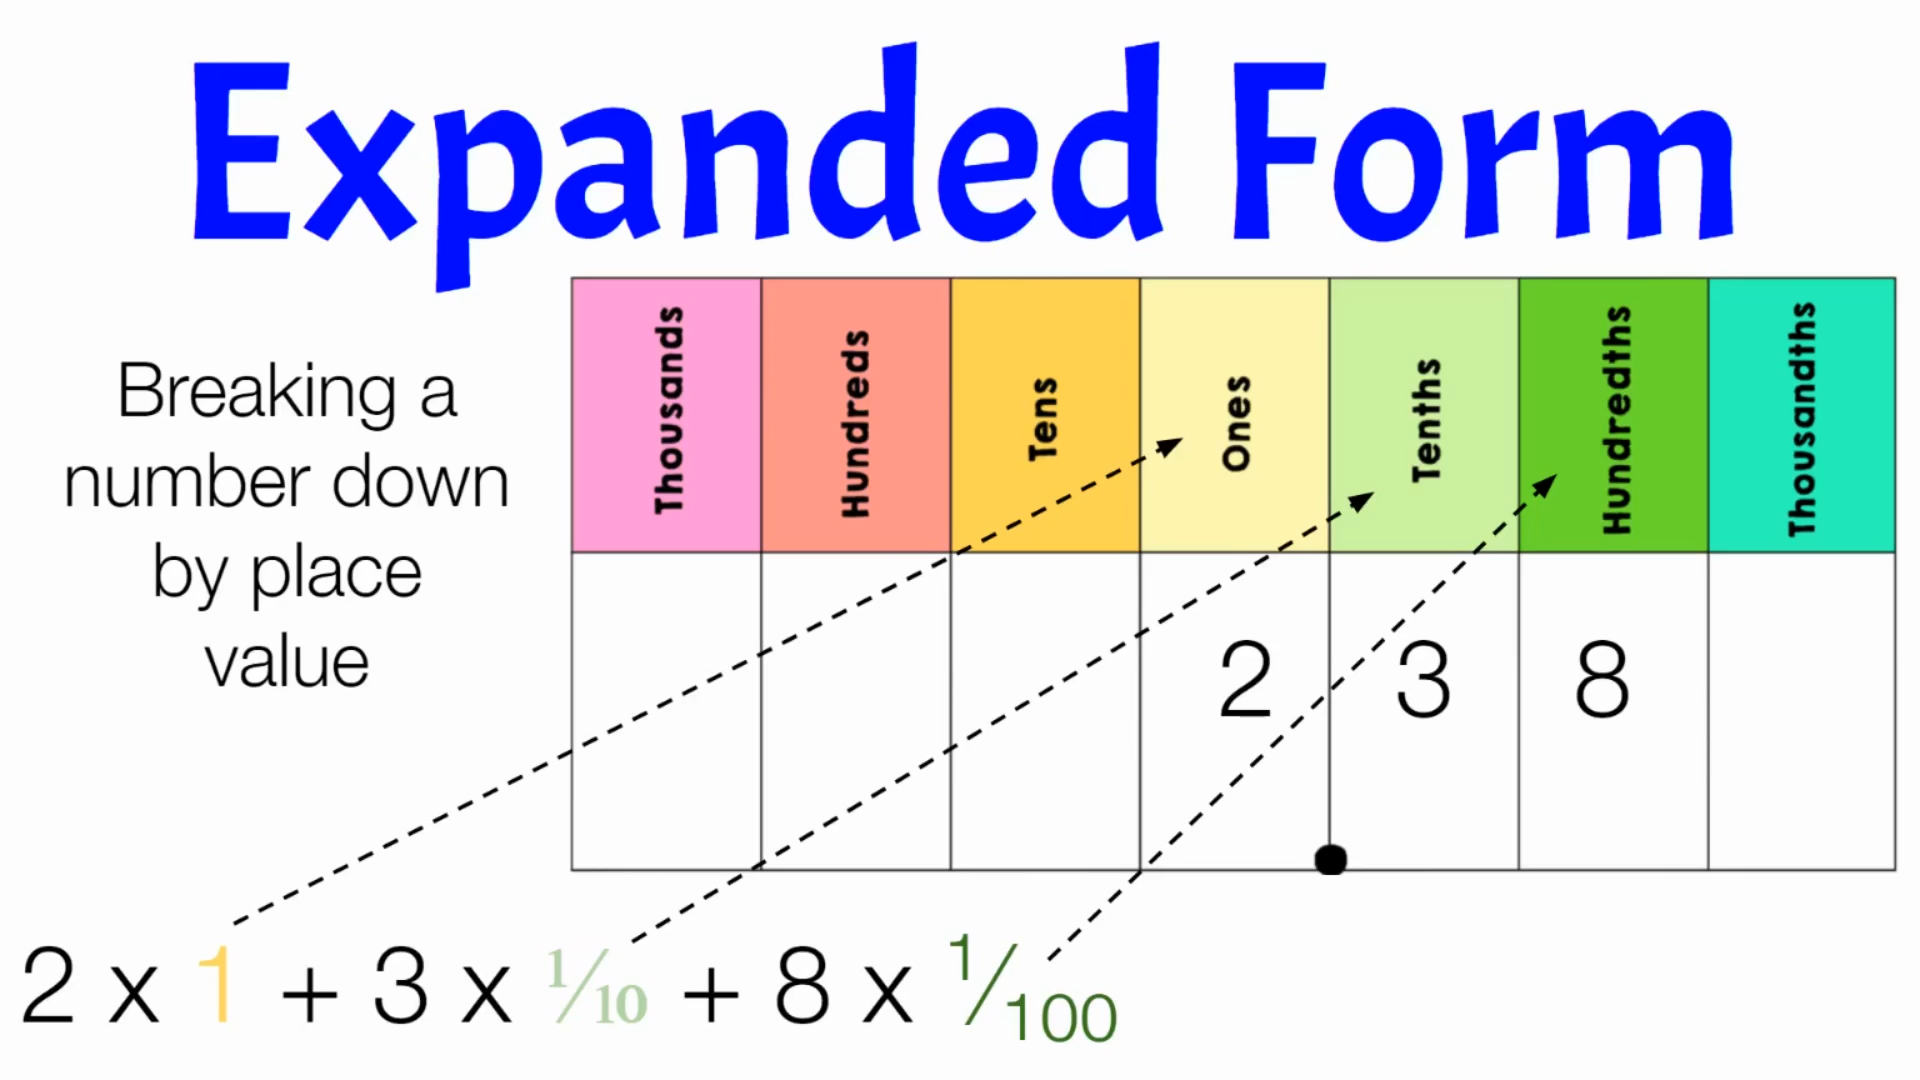 Expanded Form
Breaking a
number down
by place
value
Thousands
Hundreds
Tens
Ones
Tenths
Hundredths
Thousandths
2 3 8
2 x 1 + 3 x 1/10 + 8 x 1/100